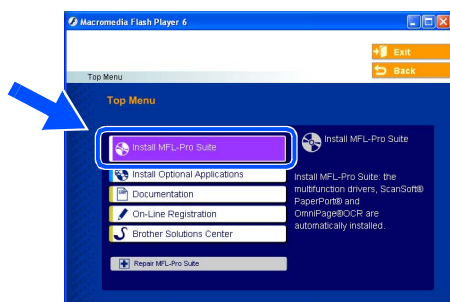 Macromedia Flash Player 6
Exit
Back
Top Menu
Top Menu
Install MFL-Pro Suite
Install Optional Applications
Documentation
On-Line Registration
Brother Solutions Center
Repair MFL-Pro Suite
Install MFL-Pro Suite
Install MFL-Pro Suite: the
multifunction drivers, ScanSoft®
PaperPort® and
OmniPage®OCR are
automatically installed.